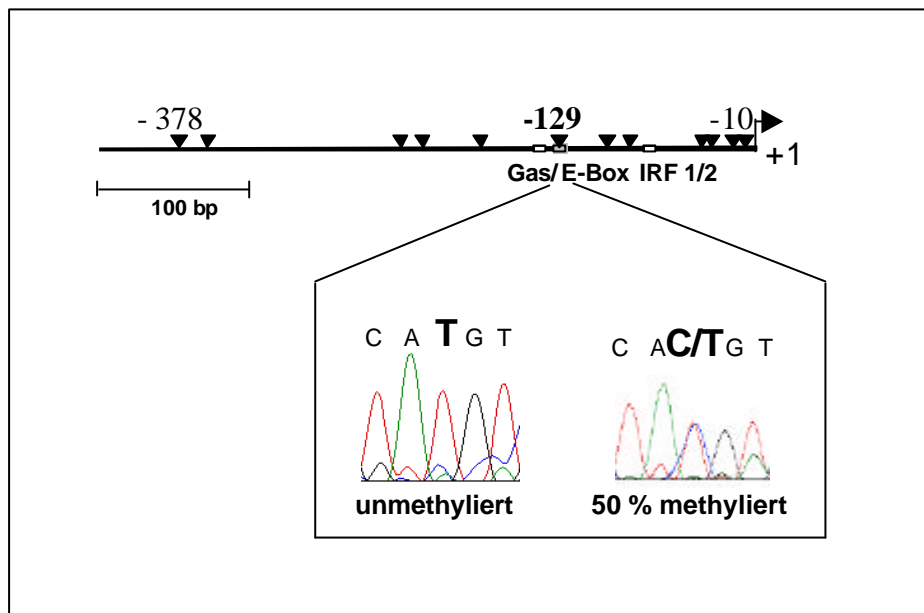 - 378 -129 -10
+1
Gas/ E-Box IRF 1/2
100 bp
C A T G T
C A C/T G T
unmethyliert
50 % methyliert